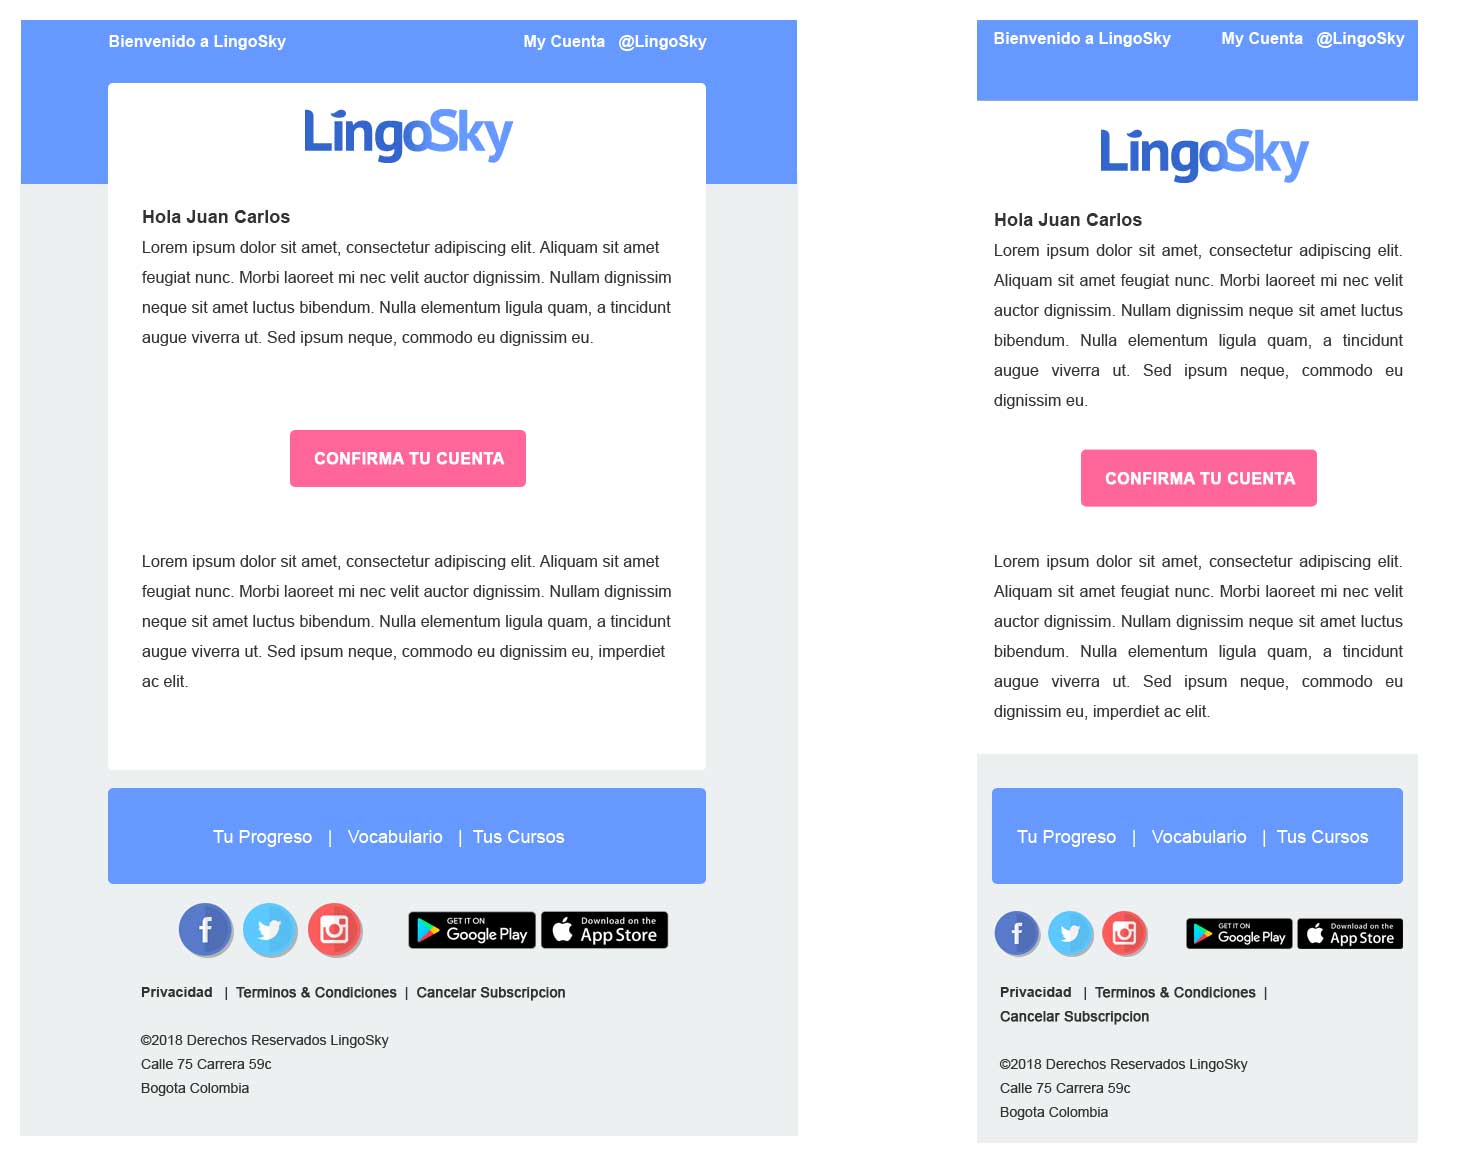 Bienvenido a LingoSky
My Cuenta @LingoSky
LingoSky
Hola Juan Carlos
Lorem ipsum dolor sit amet, consectetur adipiscing elit. Aliquam sit amet
feugiat nunc. Morbi laoreet mi nec velit auctor dignissim. Nullam dignissim
neque sit amet luctus bibendum. Nulla elementum ligula quam, a tincidunt
augue viverra ut. Sed ipsum neque, commodo eu dignissim eu.
CONFIRMA TU CUENTA
Lorem ipsum dolor sit amet, consectetur adipiscing elit. Aliquam sit amet
feugiat nunc. Morbi laoreet mi nec velit auctor dignissim. Nullam dignissim
neque sit amet luctus bibendum. Nulla elementum ligula quam, a tincidunt
augue viverra ut. Sed ipsum neque, commodo eu dignissim eu, imperdiet
ac elit.
Tu Progreso | Vocabulario | Tus Cursos
f
GET IT ON
Google Play
Download on the
App Store
Privacidad | Terminos & Condiciones | Cancelar Subscripcion
©2018 Derechos Reservados LingoSky
Calle 75 Carrera 59c
Bogota Colombia
Bienvenido a LingoSky
My Cuenta @LingoSky
LingoSky
Hola Juan Carlos
Lorem ipsum dolor sit amet, consectetur adipiscing elit.
Aliquam sit amet feugiat nunc. Morbi laoreet mi nec velit
auctor dignissim. Nullam dignissim neque sit amet luctus
bibendum. Nulla elementum ligula quam, a tincidunt
augue viverra ut. Sed ipsum neque, commodo eu
dignissim eu.
CONFIRMA TU CUENTA
Lorem ipsum dolor sit amet, consectetur adipiscing elit.
Aliquam sit amet feugiat nunc. Morbi laoreet mi nec velit
auctor dignissim. Nullam dignissim neque sit amet luctus
bibendum. Nulla elementum ligula quam, a tincidunt
augue viverra ut. Sed ipsum neque, commodo eu
dignissim eu, imperdiet ac elit.
Tu Progreso | Vocabulario | Tus Cursos
f
GET IT ON
Google Play
Download on the
App Store
Privacidad | Terminos & Condiciones |
Cancelar Subscripcion
©2018 Derechos Reservados LingoSky
Calle 75 Carrera 59c
Bogota Colombia